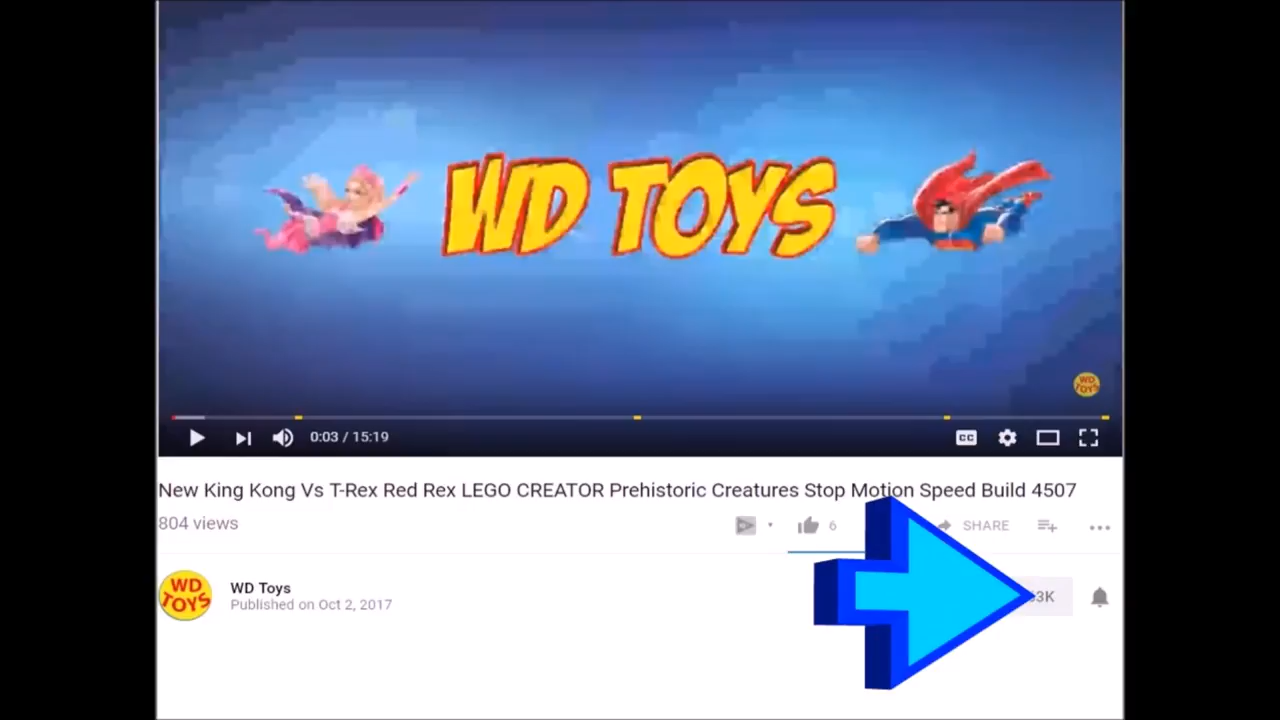 WD TOYS
WD
TOYS
0:03 / 15:19
CC
New King Kong Vs T-Rex Red Rex LEGO CREATOR Prehistoric Creatures Stop Motion Speed Build 4507
804 views
6
SHARE
WD
TOYS
WD Toys
Published on Oct 2, 2017
3K